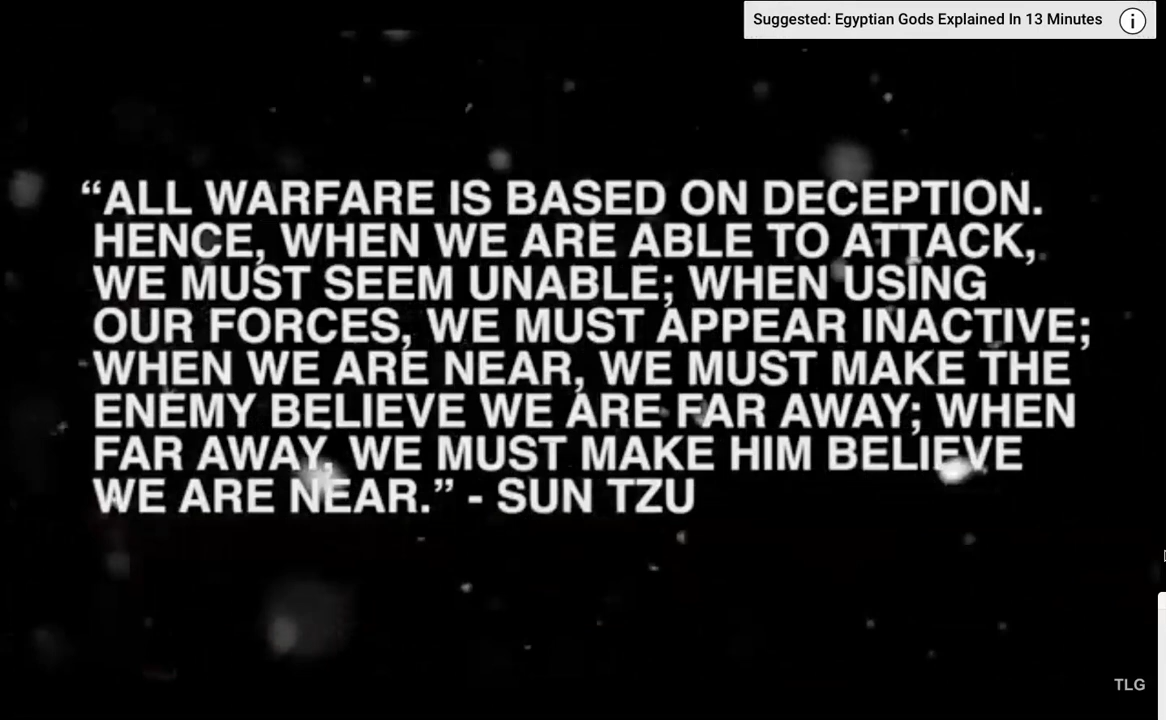 Suggested: Egyptian Gods Explained In 13 Minutes
“ALL WARFARE IS BASED ON DECEPTION.
HENCE, WHEN WE ARE ABLE TO ATTACK,
WE MUST SEEM UNABLE; WHEN USING
OUR FORCES, WE MUST APPEAR INACTIVE;
WHEN WE ARE NEAR, WE MUST MAKE THE
ENEMY BELIEVE WE ARE FAR AWAY; WHEN
FAR AWAY, WE MUST MAKE HIM BELIEVE
WE ARE NEAR.” - SUN TZU
TLG